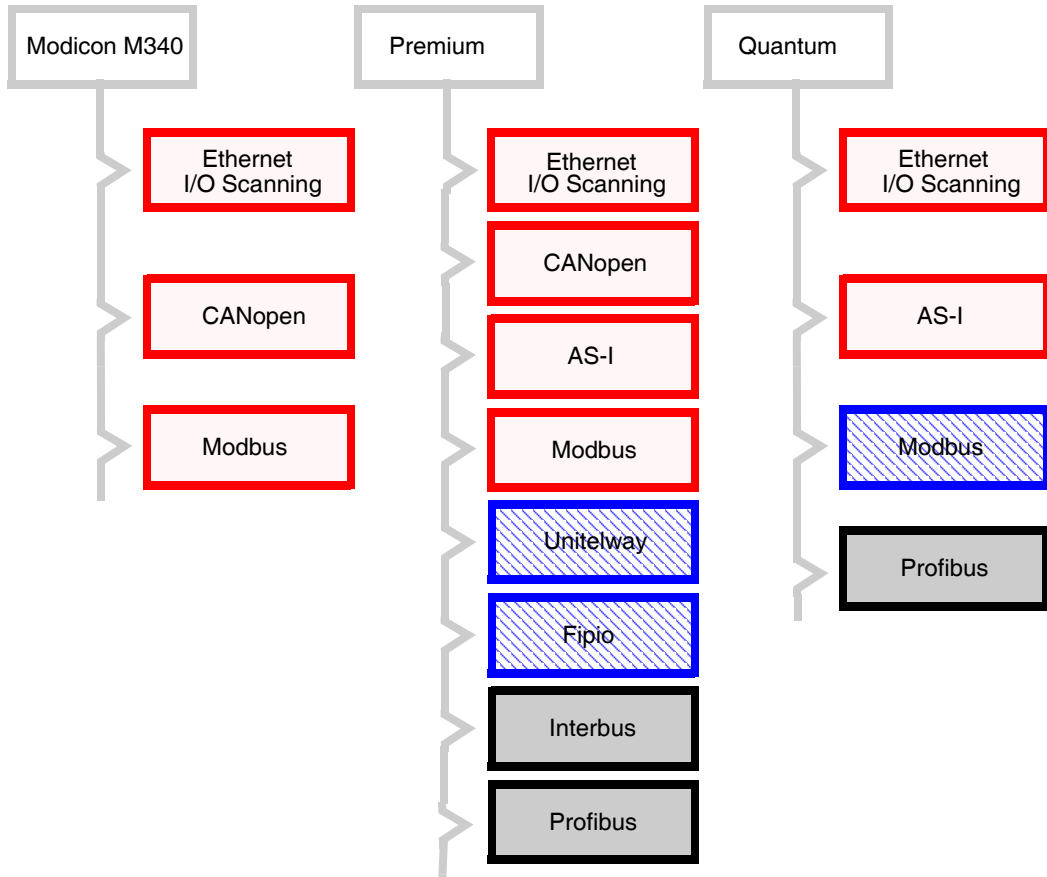 Modicon M340
Ethernet
I/O Scanning
CANopen
Modbus
Premium
Ethernet
I/O Scanning
CANopen
AS-I
Modbus
Unitelway
Fipio
Interbus
Profibus
Quantum
Ethernet
I/O Scanning
AS-I
Modbus
Profibus